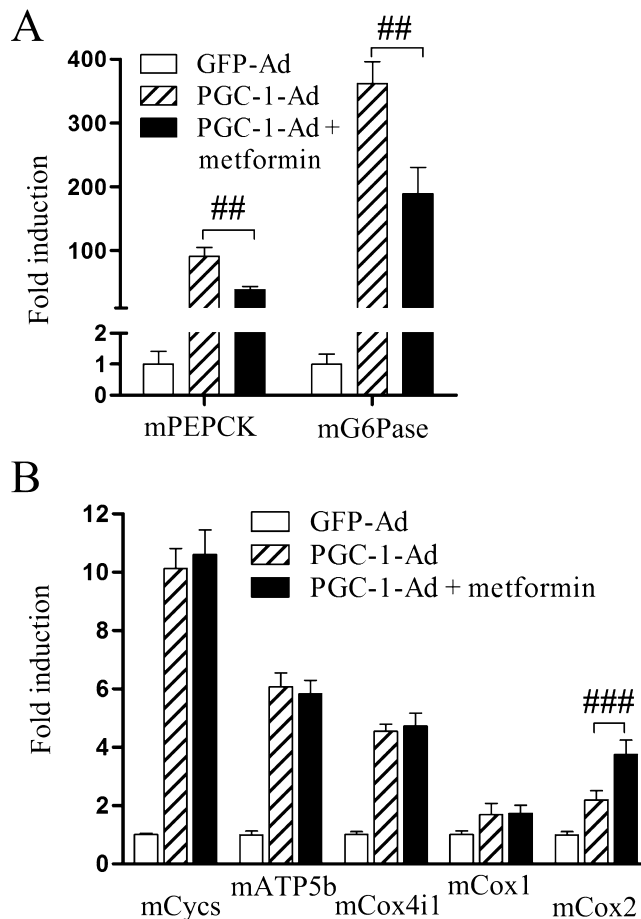 A
GFP-Ad
PGC-1-Ad
PGC-1-Ad +
metformin
##
##
Fold induction
400
300
200
100
2
1
0
mPEPCK
mG6Pase
B
GFP-Ad
PGC-1-Ad
PGC-1-Ad + metformin
###
Fold induction
12
10
8
6
4
2
0
mCycs
mATP5b
mCox4i1
mCox1
mCox2